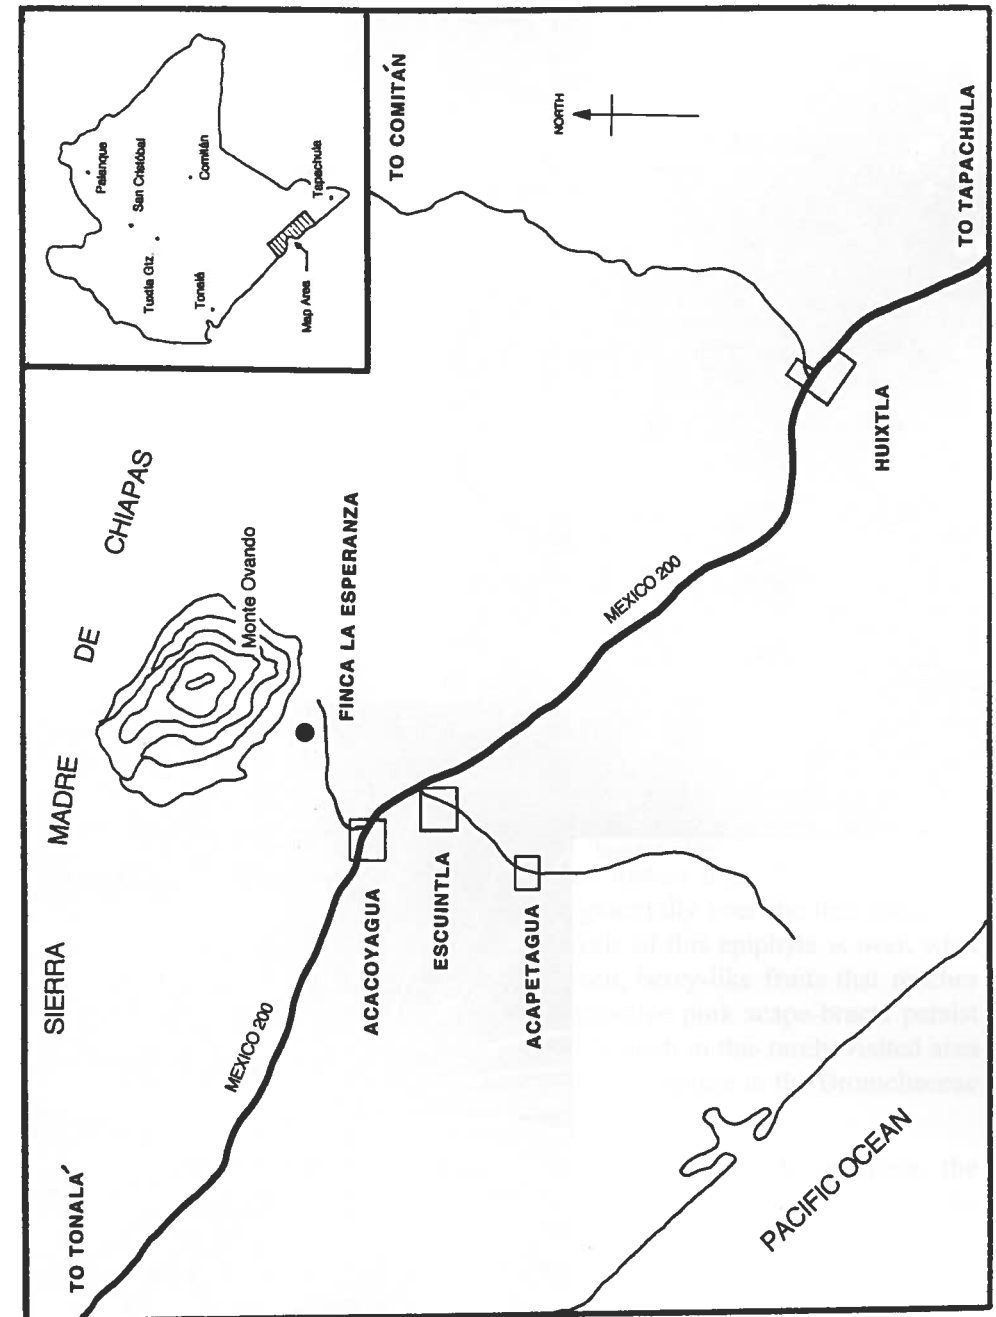 Palenque
San Cristóbal
Tuxtla Gtz.
Comitán
Tonalá
Tapachula
Map Area
TO COMITÁN
NORTH
TO TAPACHULA
SIERRA MADRE DE CHIAPAS
Monte Ovando
FINCA LA ESPERANZA
MEXICO 200
HUIXTLA
ACACOYAGUA
ESCUINTLA
ACAPETAGUA
MEXICO 200
TO TONALÁ
PACIFIC OCEAN